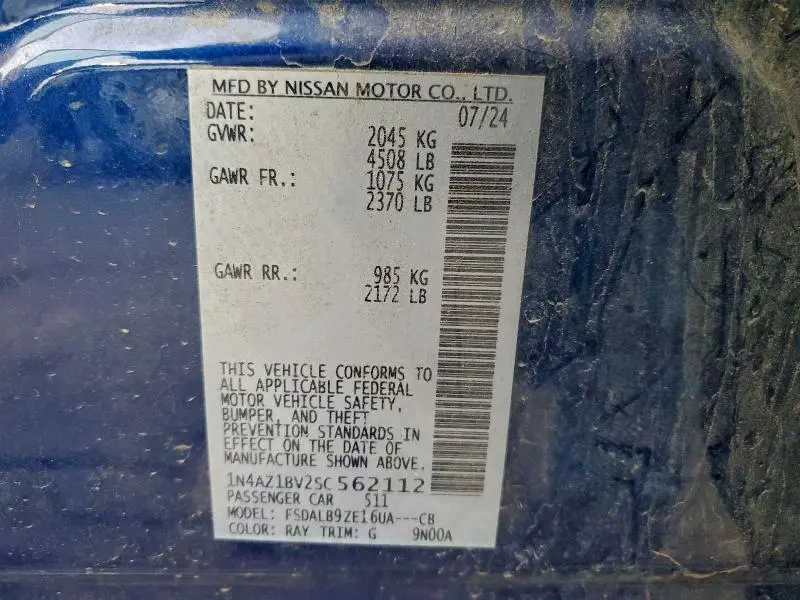 MFD BY NISSAN MOTOR CO., LTD.
DATE: 07/24
GVWR: 2045 KG
4508 LB
GAWR FR.: 1075 KG
2370 LB
GAWR RR.: 985 KG
2172 LB
THIS VEHICLE CONFORMS TO
ALL APPLICABLE FEDERAL
MOTOR VEHICLE SAFETY,
BUMPER, AND THEFT
PREVENTION STANDARDS IN
EFFECT ON THE DATE OF
MANUFACTURE SHOWN ABOVE.
1N4AZ1BV2SC562112
PASSENGER CAR 511
MODEL: FSDALB9ZE16UA---CB
COLOR: RAY TRIM: G 9N00A